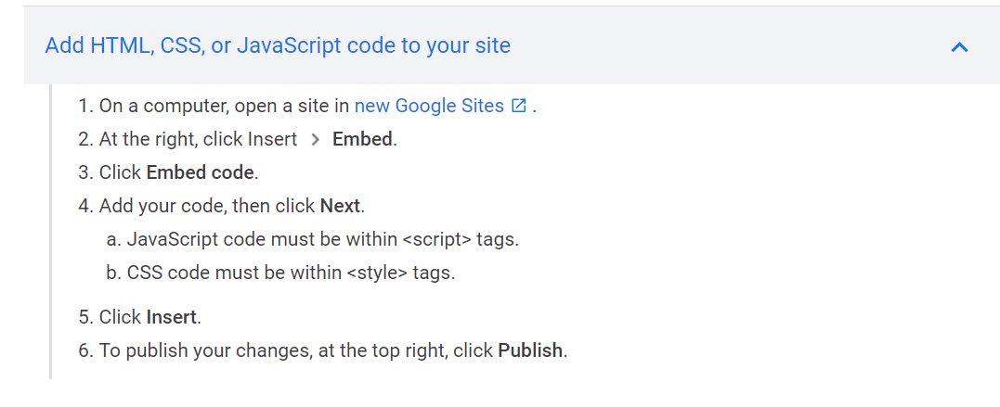 Add HTML, CSS, or JavaScript code to your site
1. On a computer, open a site in new Google Sites .
2. At the right, click Insert > Embed.
3. Click Embed code.
4. Add your code, then click Next.
a. JavaScript code must be within <script> tags.
b. CSS code must be within <style> tags.
5. Click Insert.
6. To publish your changes, at the top right, click Publish.